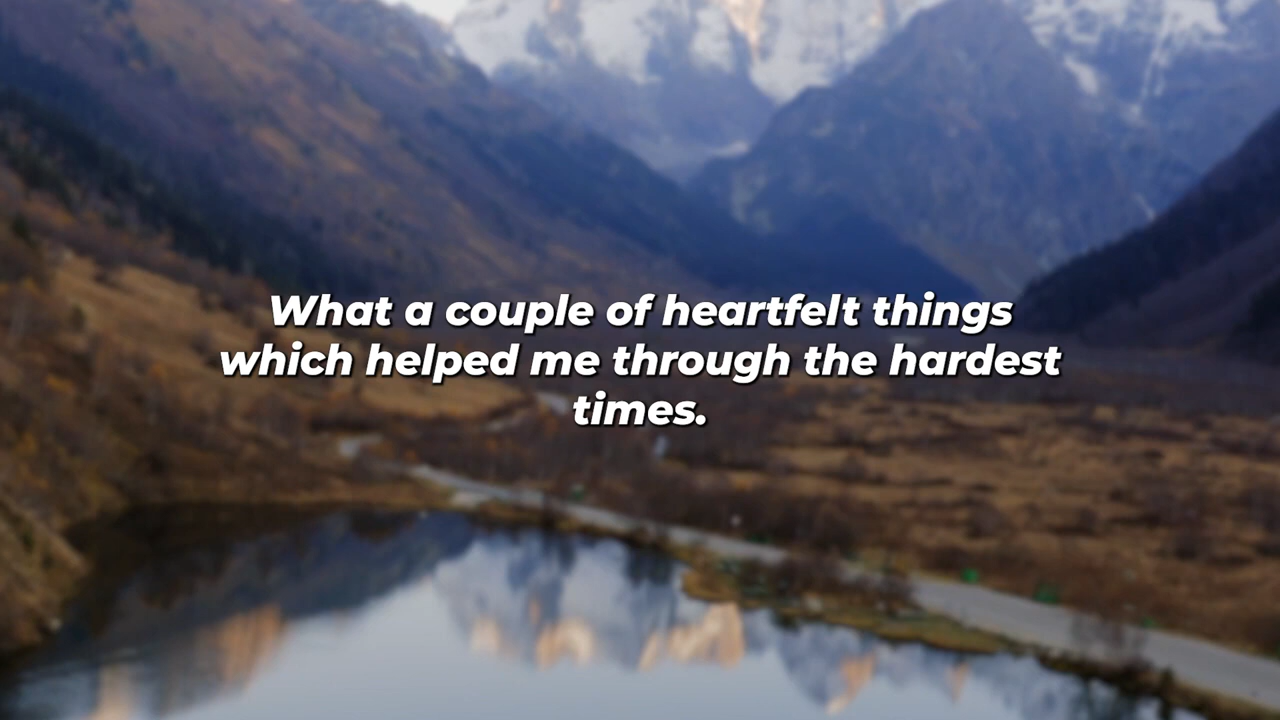 What a couple of heartfelt things
which helped me through the hardest
times.